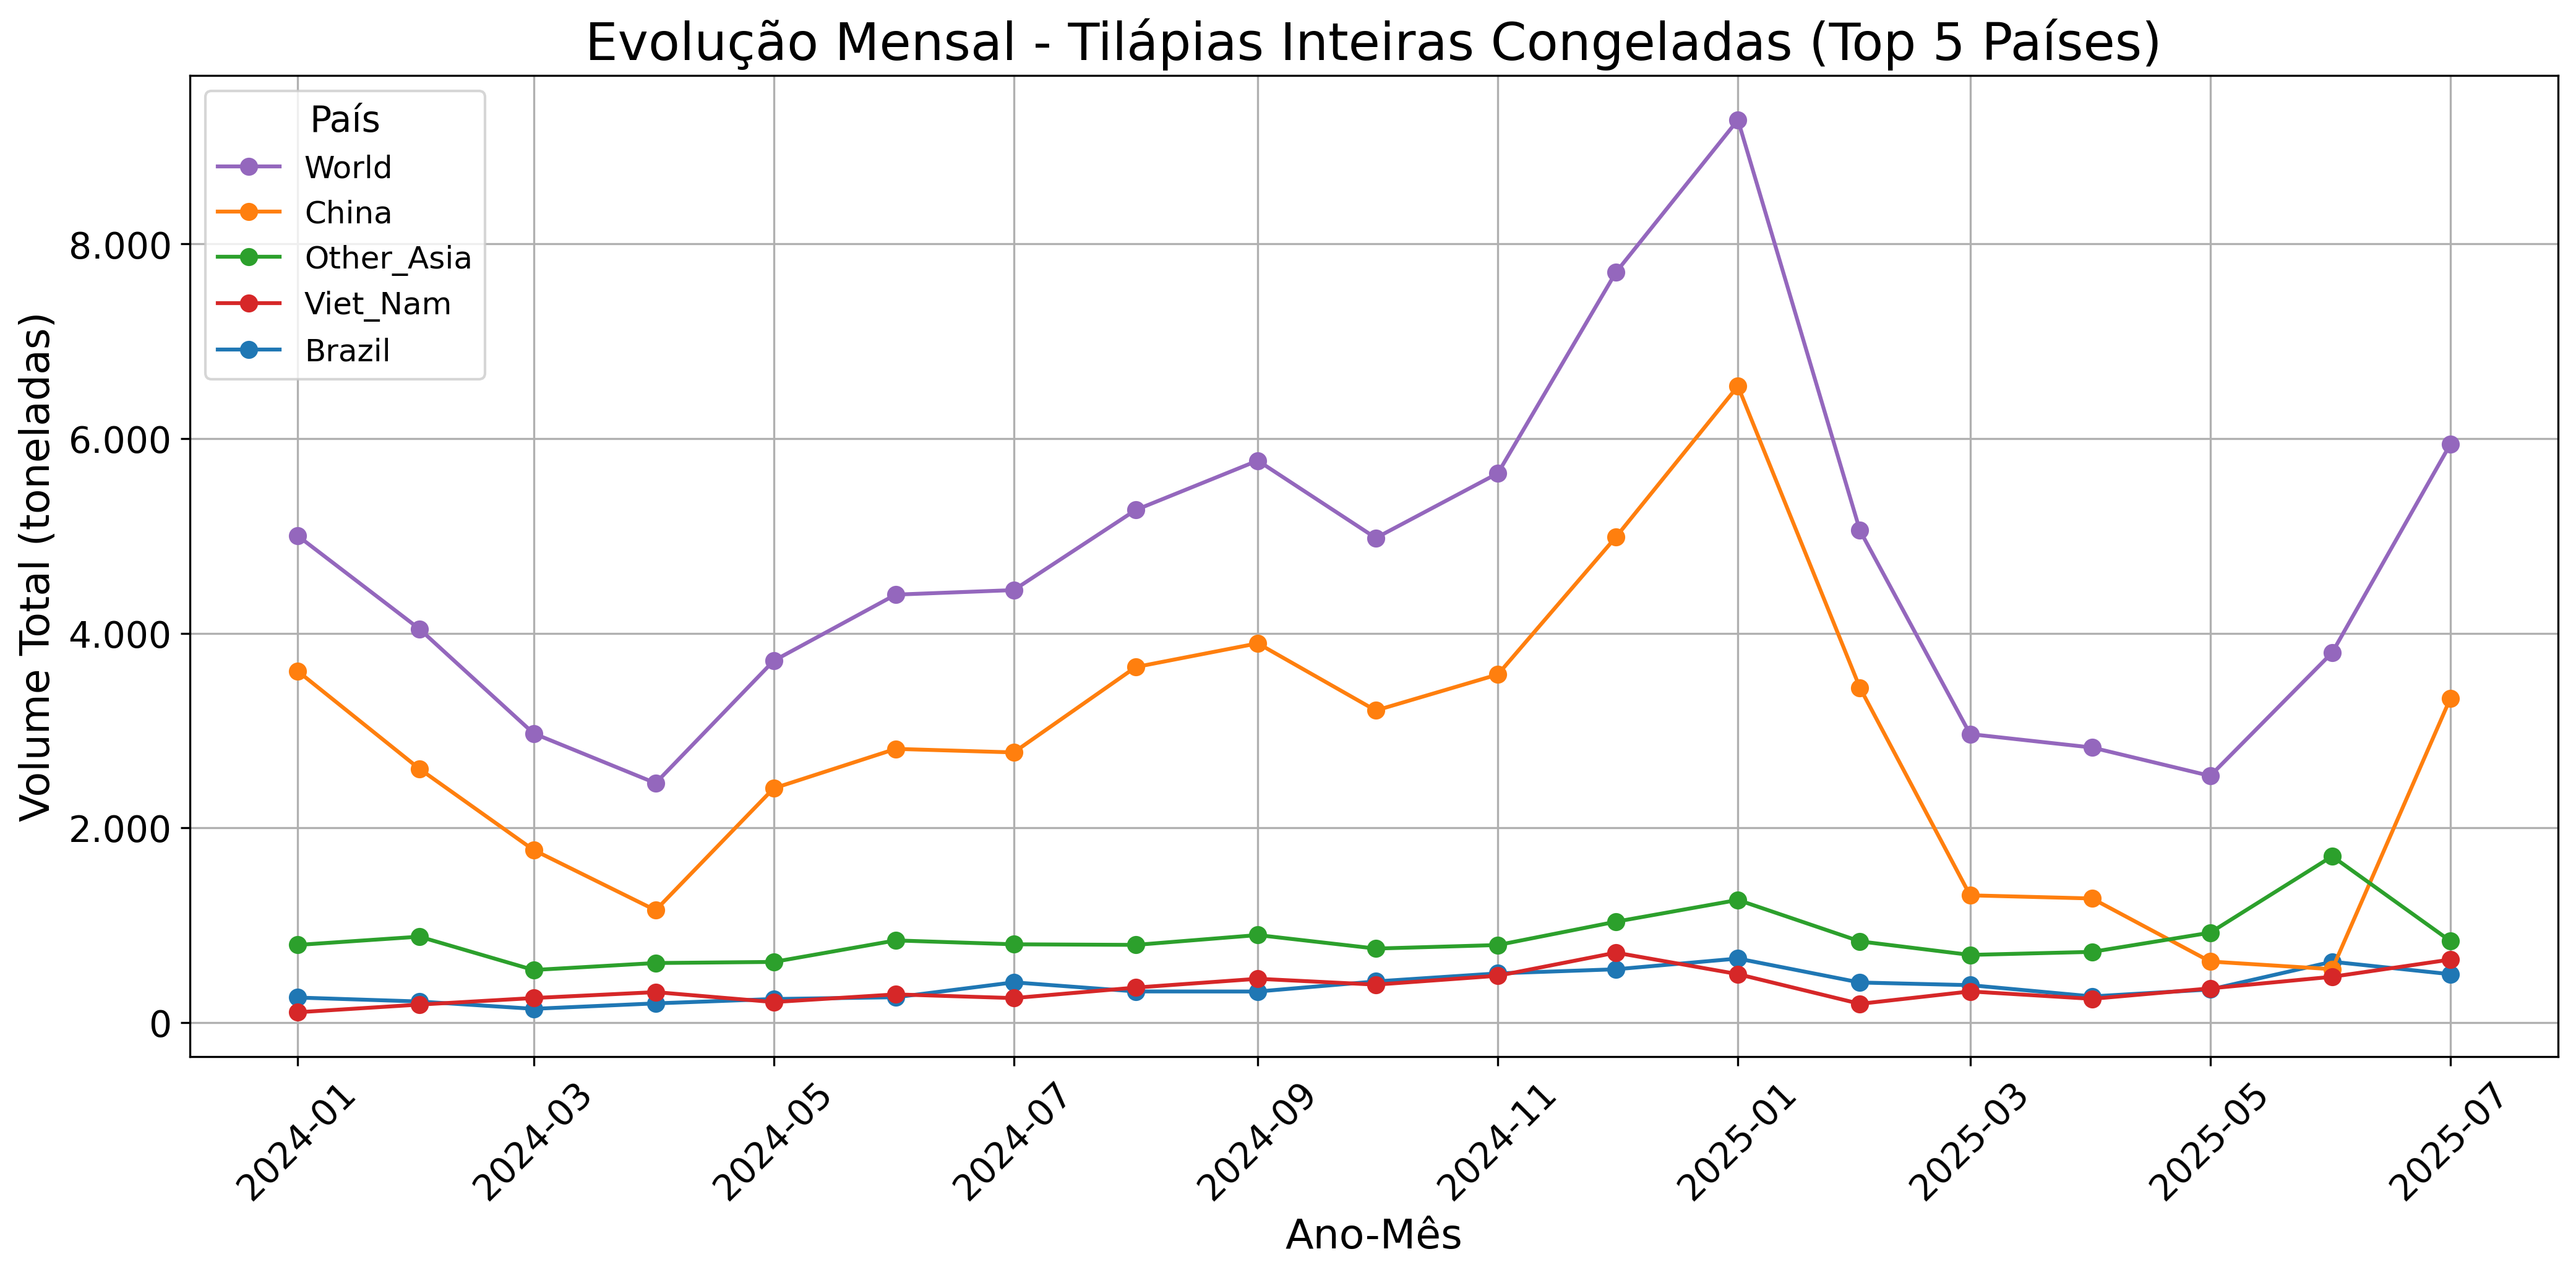 Evolução Mensal - Tilápias Inteiras Congeladas (Top 5 Países)
País
World
China
Other_Asia
Viet_Nam
Brazil
Volume Total (toneladas)
8.000
6.000
4.000
2.000
0
2024-01
2024-03
2024-05
2024-07
2024-09
2024-11
2025-01
2025-03
2025-05
2025-07
Ano-Mês